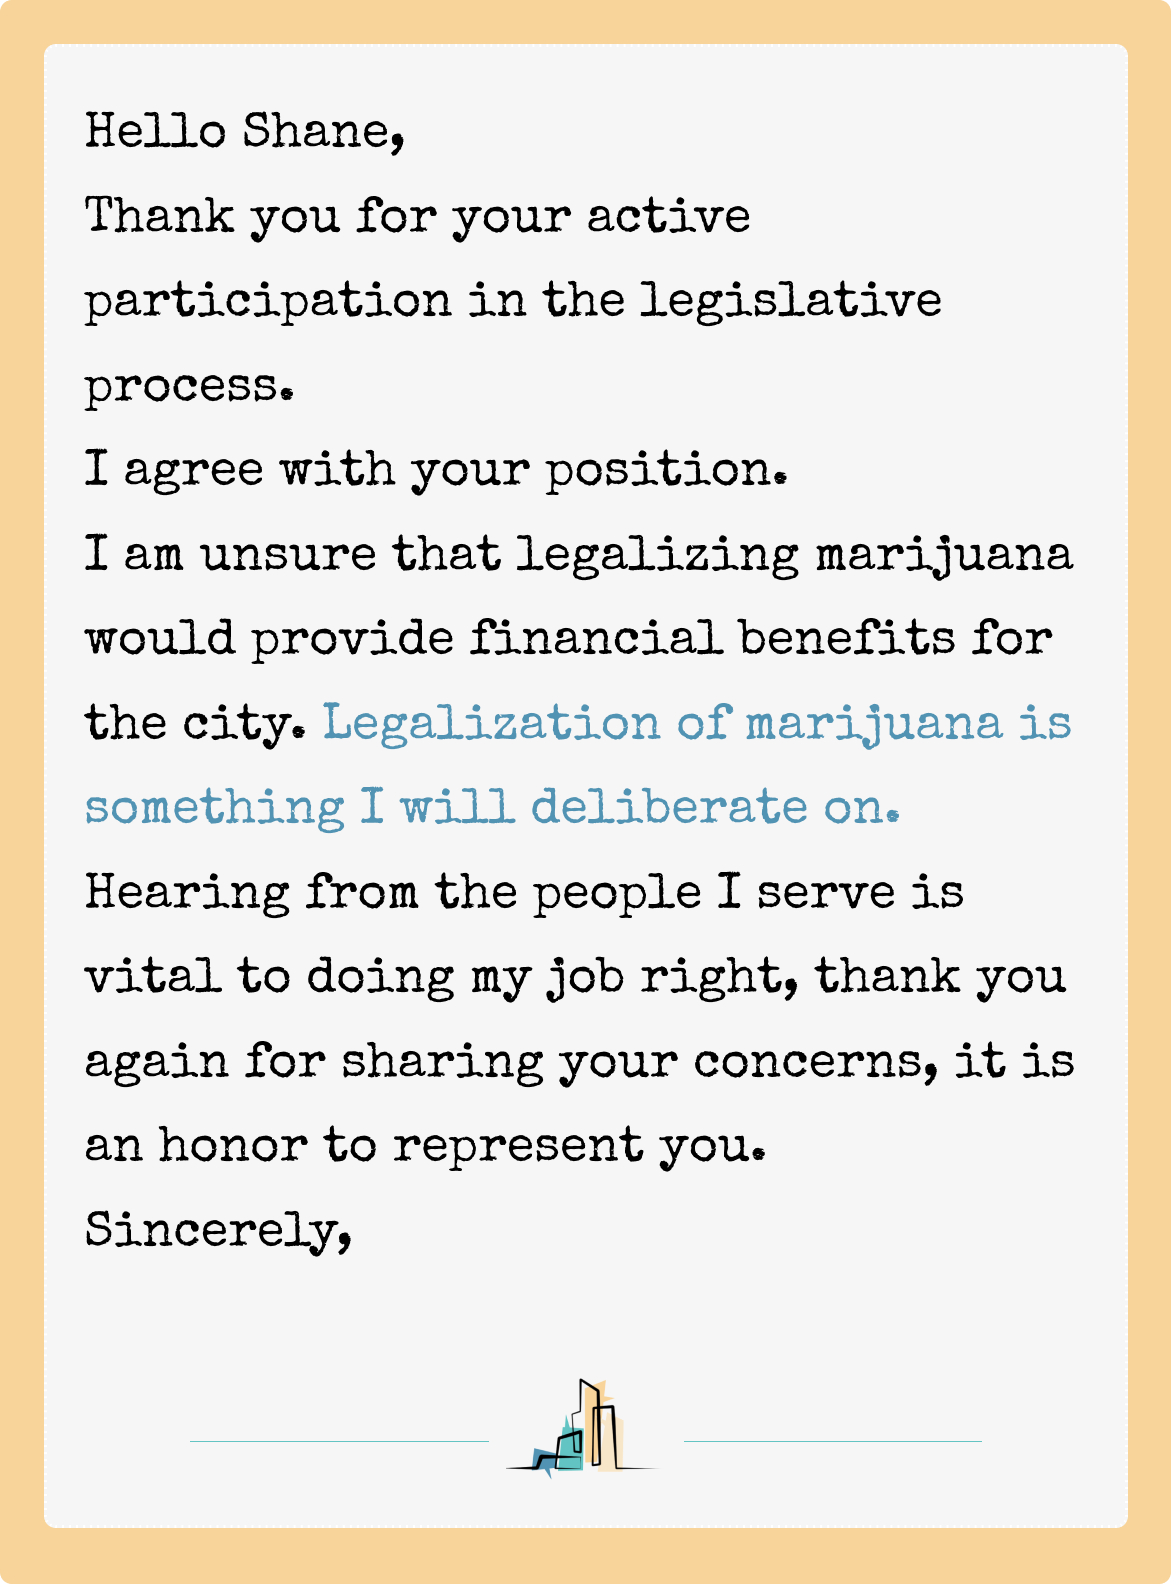 Hello Shane,
Thank you for your active
participation in the legislative
process.
I agree with your position.
I am unsure that legalizing marijuana
would provide financial benefits for
the city. Legalization of marijuana is
something I will deliberate on.
Hearing from the people I serve is
vital to doing my job right, thank you
again for sharing your concerns, it is
an honor to represent you.
Sincerely,